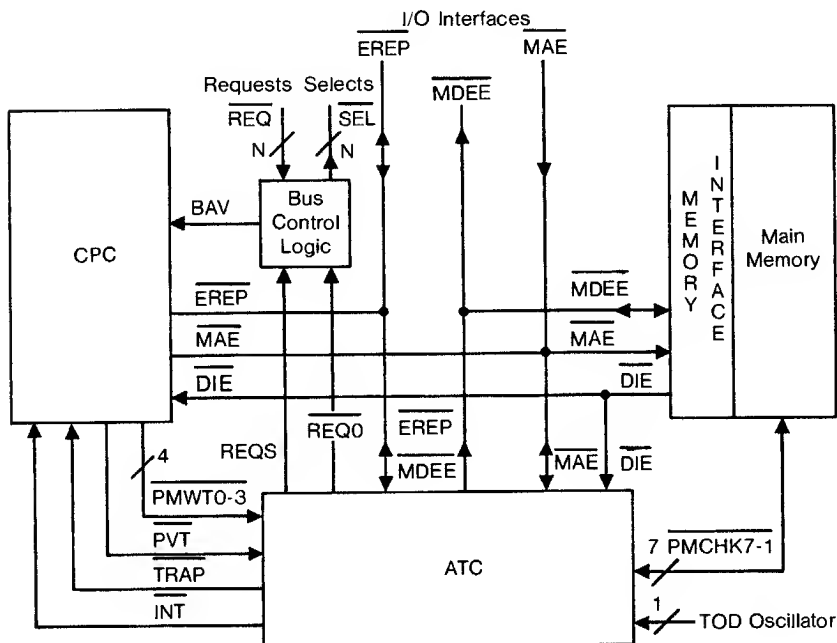 I/O Interfaces
EREP
MAE
Requests Selects
MDEE
REQ
SEL
N
N
BAV
Bus
Control
Logic
CPC
MEMORY
INTERFACE
Main
Memory
EREP
MDEE
MAE
MAE
DIE
DIE
4
REQS
REQ0
EREP
MDEE
MAE
DIE
PMWT0-3
PVT
TRAP
INT
ATC
7
PMCHK7-1
1
TOD Oscillator